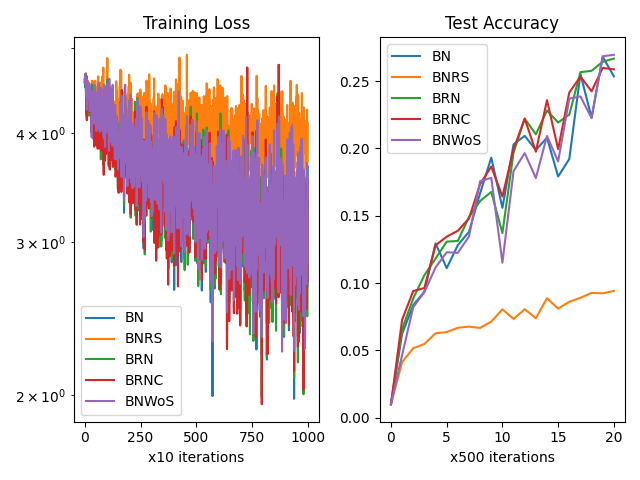 Training Loss
4 × 10⁰
3 × 10⁰
2 × 10⁰
BN
BNRS
BRN
BRNC
BNWoS
0 250 500 750 1000
x10 iterations
Test Accuracy
0.25
0.20
0.15
0.10
0.05
0.00
BN
BNRS
BRN
BRNC
BNWoS
0 5 10 15 20
x500 iterations